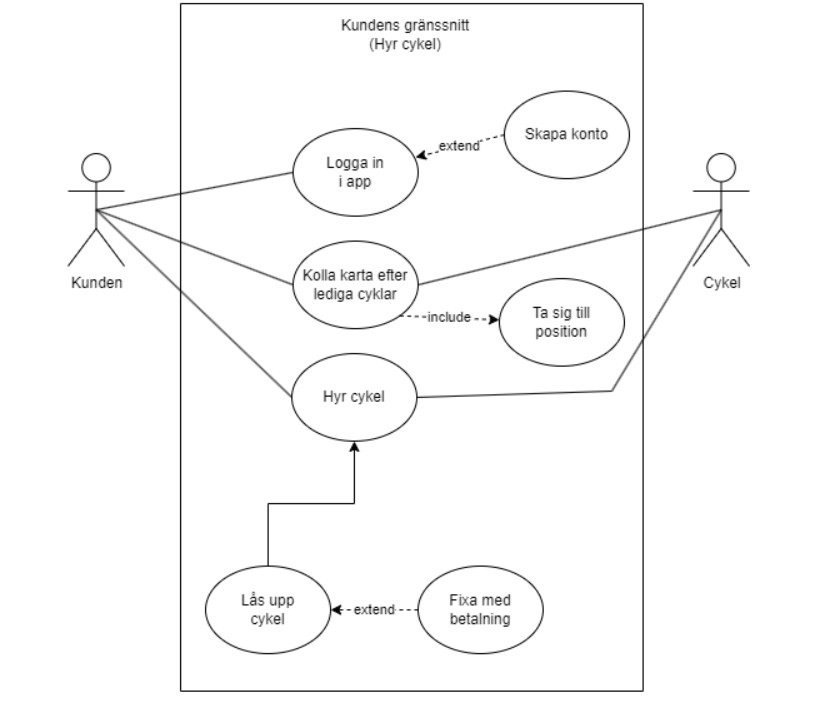 Kundens gränssnitt
(Hyr cykel)
Skapa konto
extend
Logga in
i app
Kunden
Cykel
Kolla karta efter
lediga cyklar
include
Ta sig till
position
Hyr cykel
Lås upp
cykel
extend
Fixa med
betalning